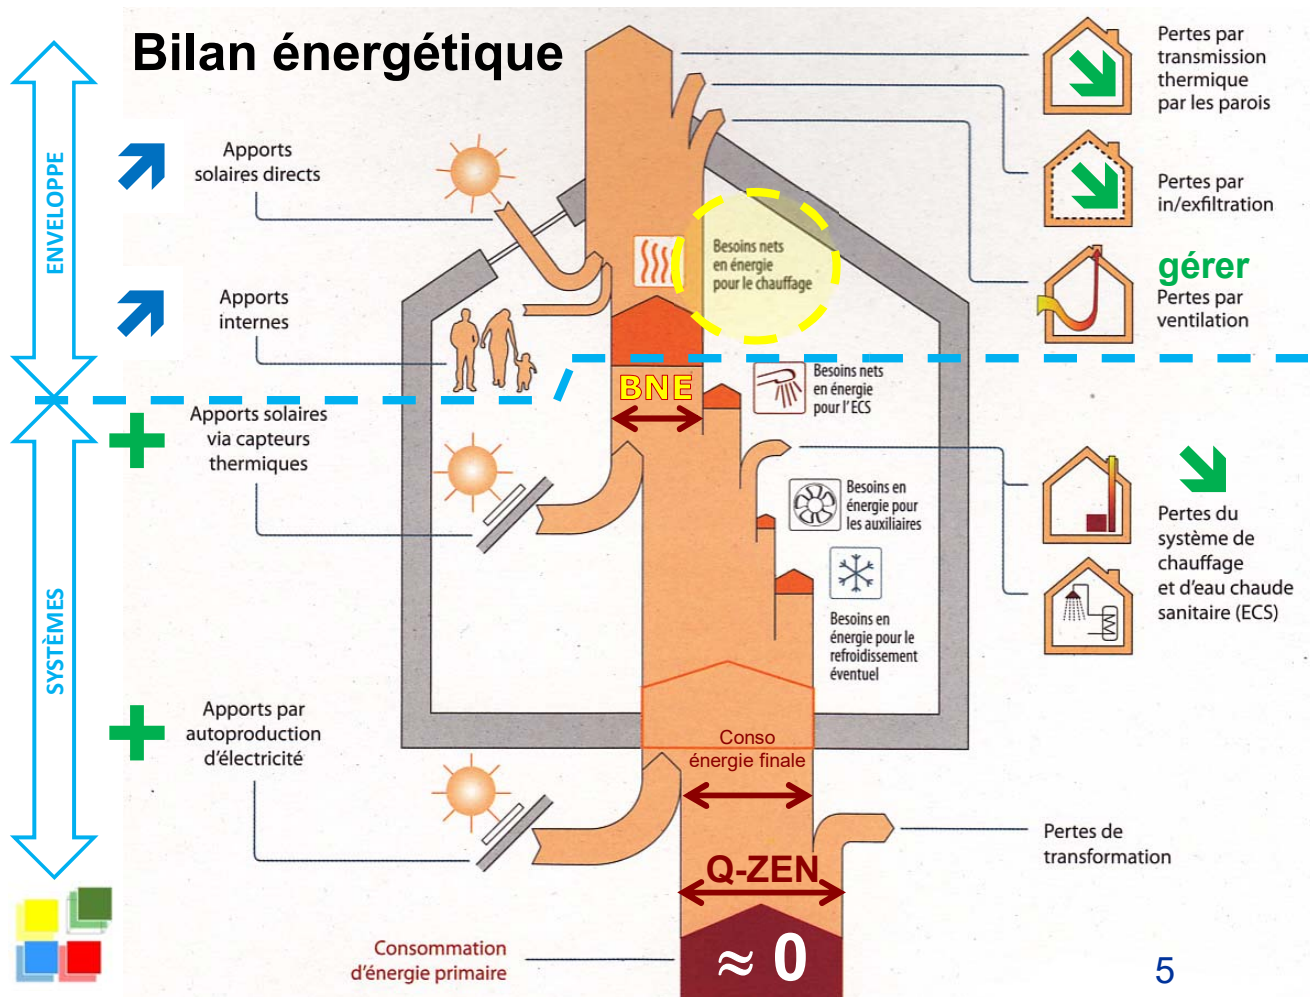 Bilan énergétique
ENVELOPPE
Apports
solaires directs
Apports
internes
Pertes par
transmission
thermique
par les parois
Pertes par
in/exfiltration
gérer
Pertes par
ventilation
Besoins nets
en énergie
pour le chauffage
BNE
Besoins nets
en énergie
pour l'ECS
SYSTÈMES
Apports solaires
via capteurs
thermiques
Besoins en
énergie pour
les auxiliaires
Pertes du
système de
chauffage
et d'eau chaude
sanitaire (ECS)
Besoins en
énergie pour le
refroidissement
éventuel
Apports par
autoproduction
d'électricité
Conso
énergie finale
Pertes de
transformation
Q-ZEN
Consommation
d'énergie primaire
≈ 0
5